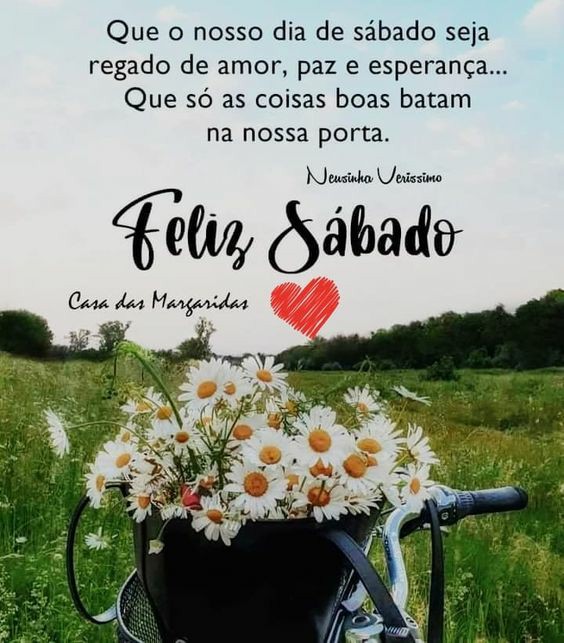 Que o nosso dia de sábado seja
regado de amor, paz e esperança...
Que só as coisas boas batam
na nossa porta.
Neusinha Verissimo
Feliz Sábado
Casa das Margaridas